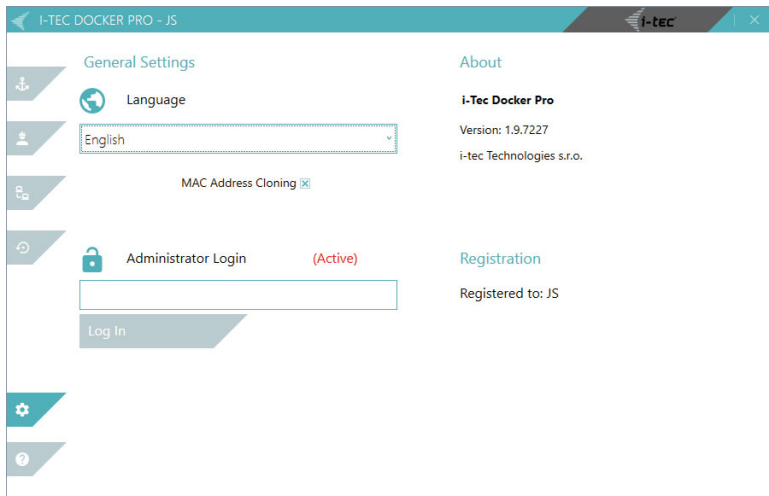 I-TEC DOCKER PRO - JS
i-tec
General Settings
Language
English
MAC Address Cloning
Administrator Login
(Active)
Log In
About
i-Tec Docker Pro
Version: 1.9.7227
i-tec Technologies s.r.o.
Registration
Registered to: JS